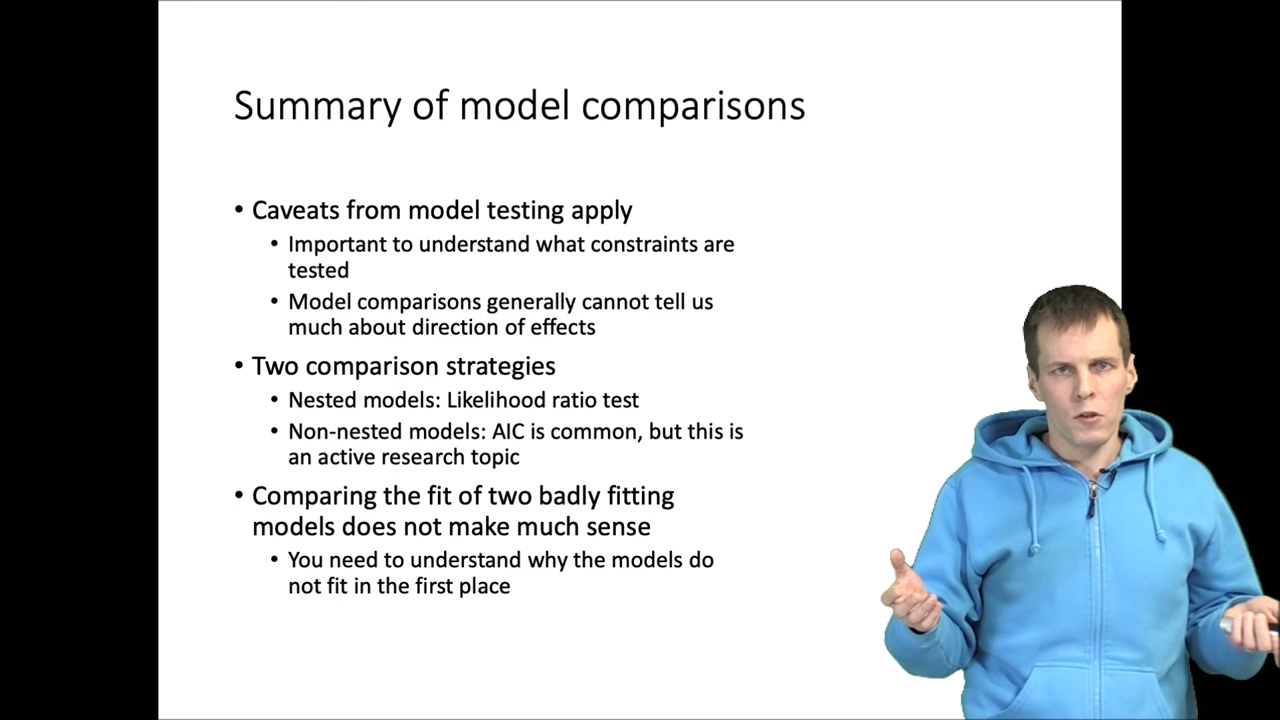 Summary of model comparisons
• Caveats from model testing apply
• Important to understand what constraints are
tested
• Model comparisons generally cannot tell us
much about direction of effects
• Two comparison strategies
• Nested models: Likelihood ratio test
• Non-nested models: AIC is common, but this is
an active research topic
• Comparing the fit of two badly fitting
models does not make much sense
• You need to understand why the models do
not fit in the first place